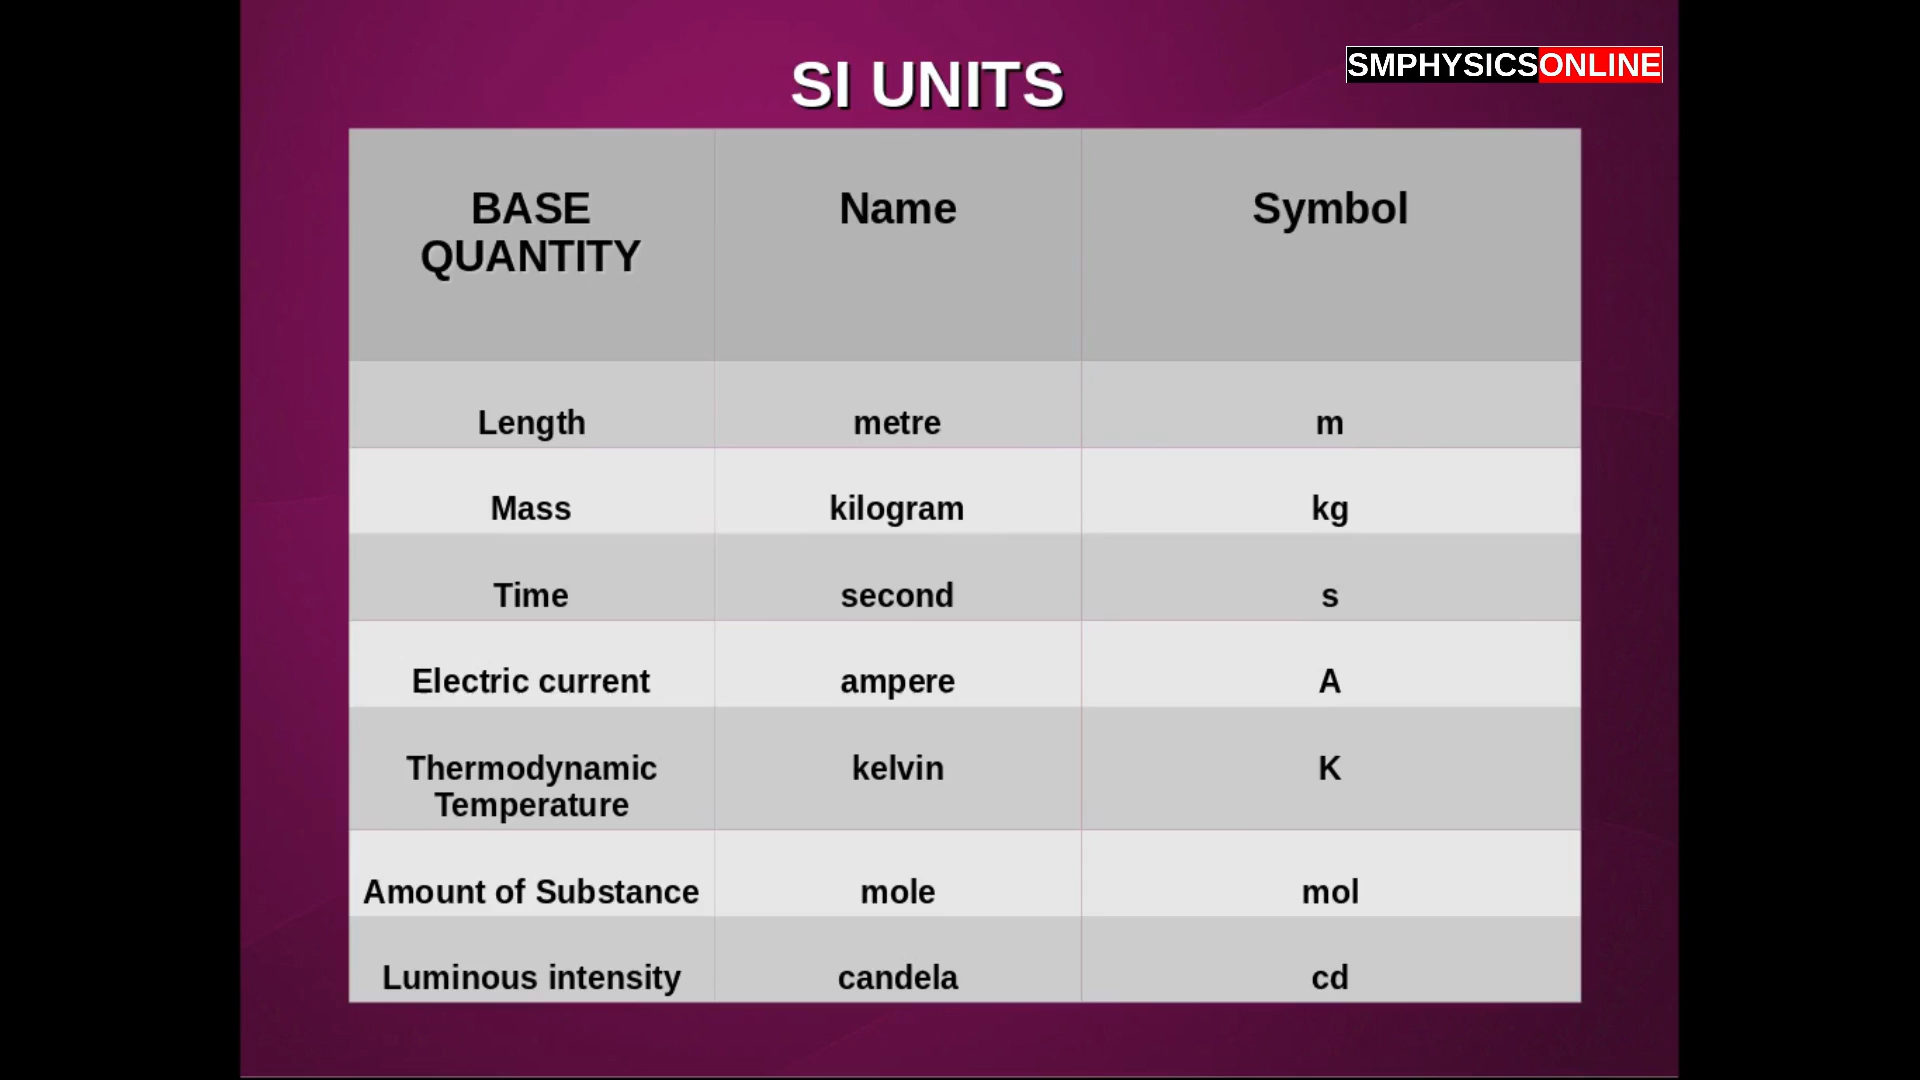 SI UNITS
SMPHYSICSONLINE
BASE QUANTITY Name Symbol
Length metre m
Mass kilogram kg
Time second s
Electric current ampere A
Thermodynamic Temperature kelvin K
Amount of Substance mole mol
Luminous intensity candela cd